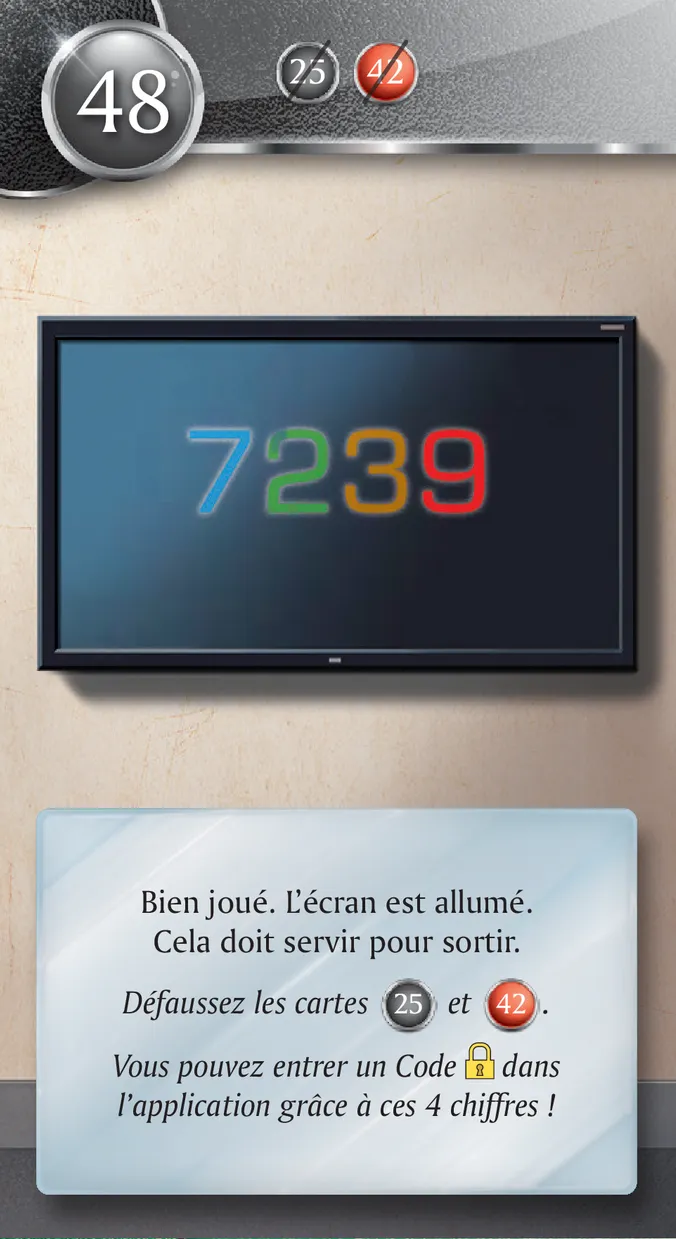 48
25 42
7239
Bien joué. L'écran est allumé.
Cela doit servir pour sortir.
Défaussez les cartes 25 et 42.
Vous pouvez entrer un Code dans
l'application grâce à ces 4 chiffres !